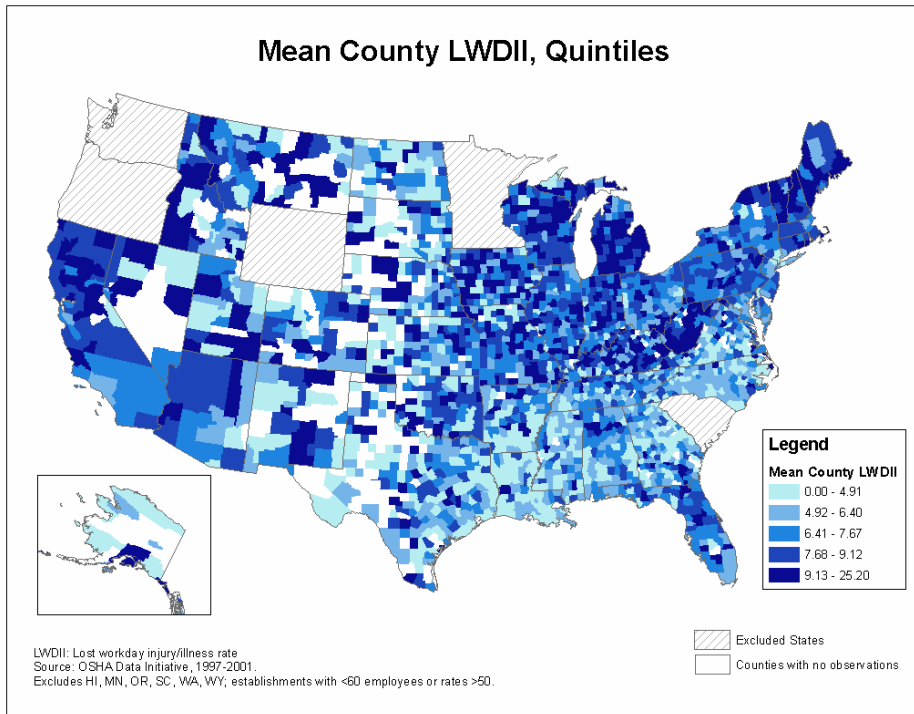 Mean County LWDII, Quintiles
Legend
Mean County LWDII
0.00 - 4.91
4.92 - 6.40
6.41 - 7.67
7.68 - 9.12
9.13 - 25.20
LWDII: Lost workday injury/illness rate
Source: OSHA Data Initiative, 1997-2001.
Excludes HI, MN, OR, SC, WA, WY; establishments with <60 employees or rates >50.
Excluded States
Counties with no observations